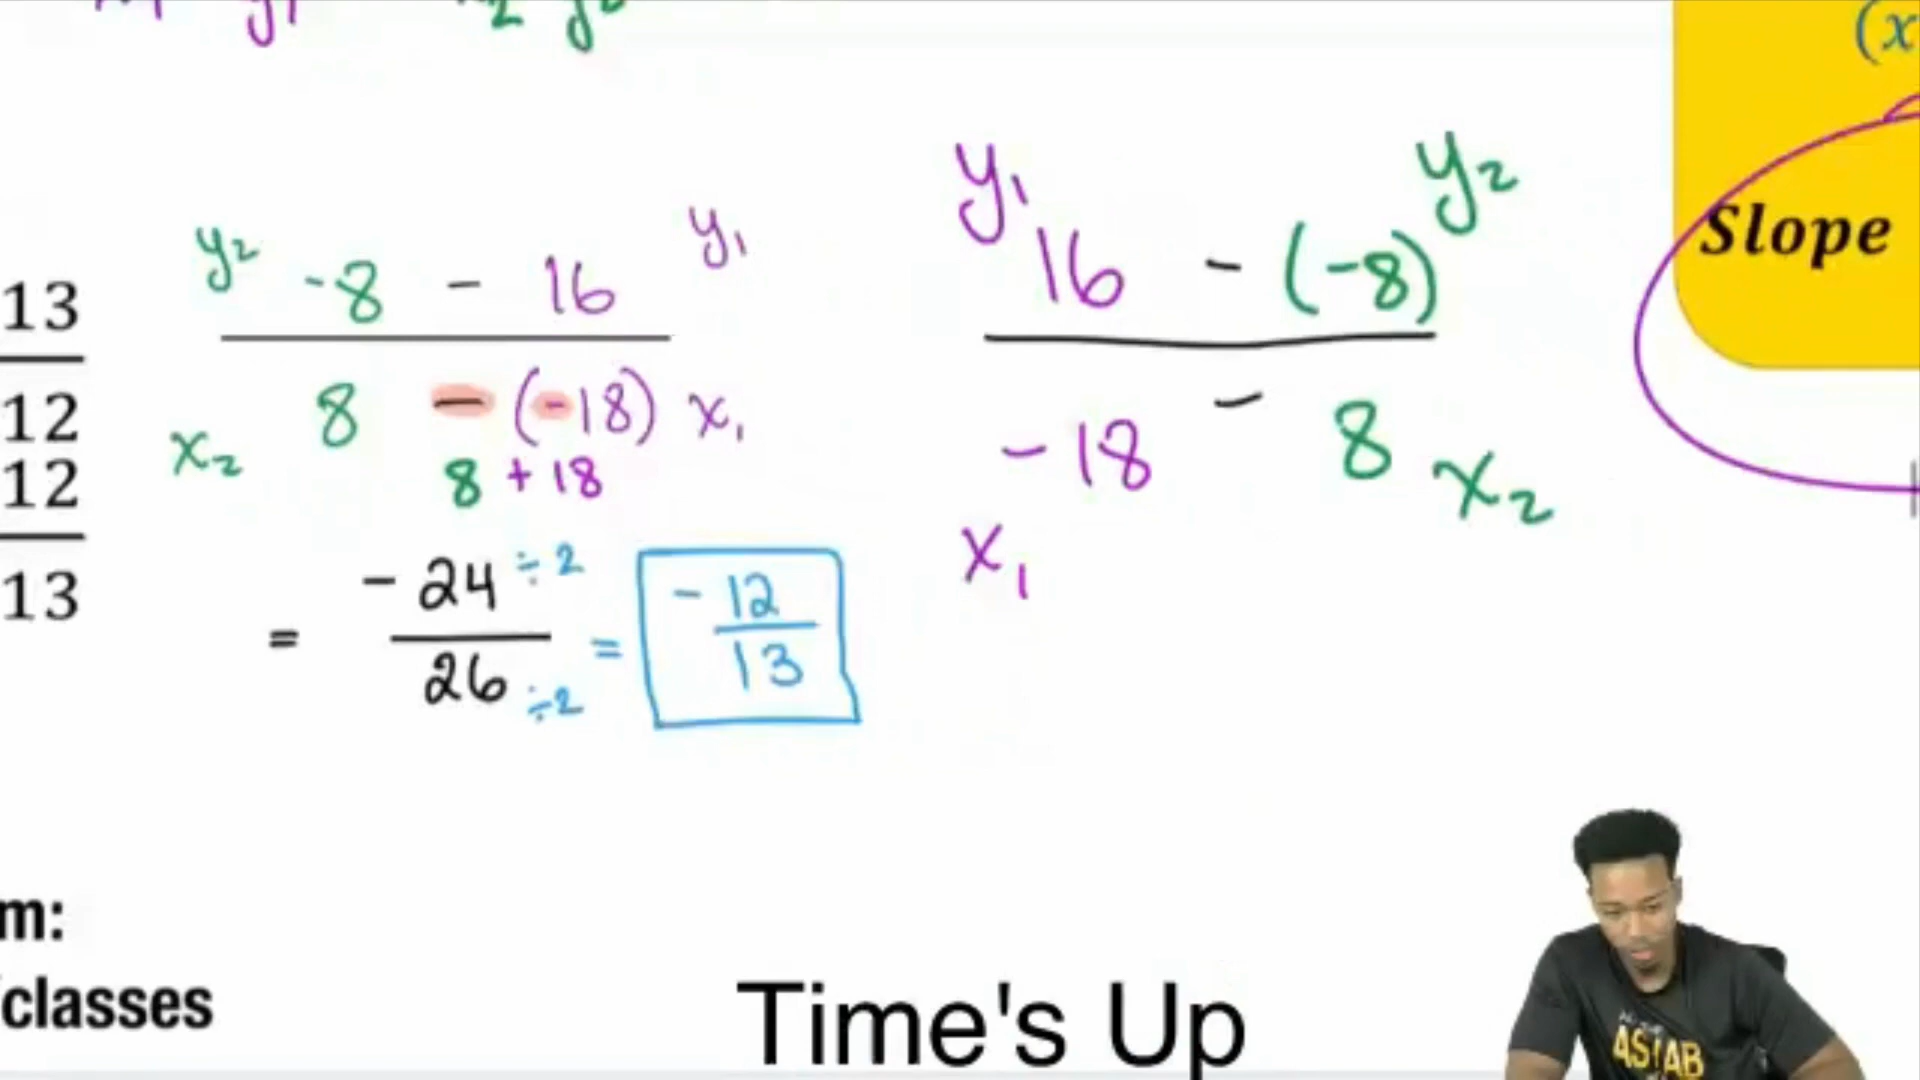 y₂ -8 - 16 y₁
x₂ 8 - (-18) x₁
8 + 18
= -24 ÷2 / 26 ÷2 = -12/13
y₁ 16 - (-8) y₂
-18 - 8 x₂
x₁
13
12
12
13
(x
Slope
m:
classes
Time's Up
ASVAB